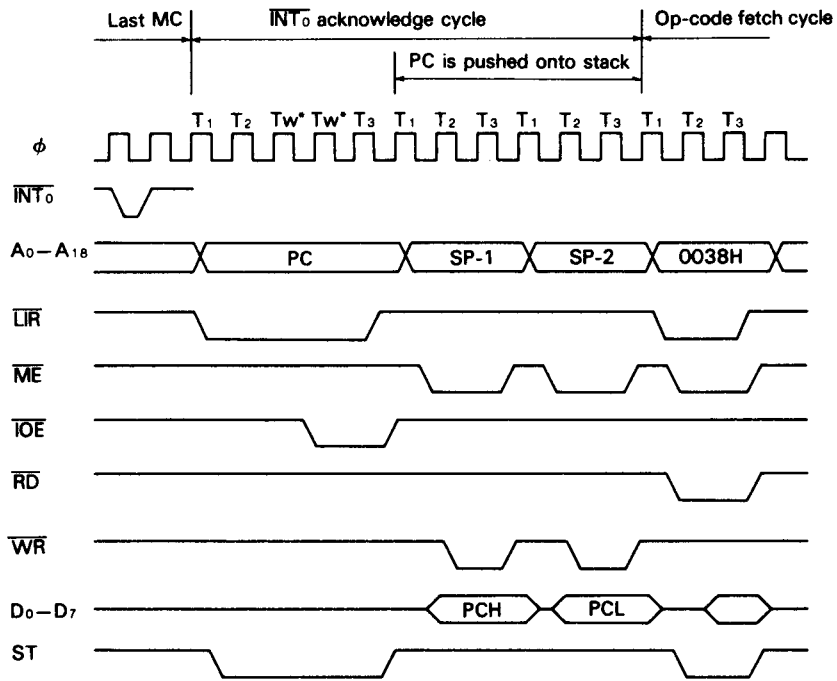 Last MC INT₀ acknowledge cycle Op-code fetch cycle
PC is pushed onto stack
T₁ T₂ Tw* Tw* T₃ T₁ T₂ T₃ T₁ T₂ T₃ T₁ T₂ T₃
ϕ
INT₀
A₀–A₁₈ PC SP-1 SP-2 0038H
LIR
ME
IOE
RD
WR
D₀–D₇ PCH PCL
ST